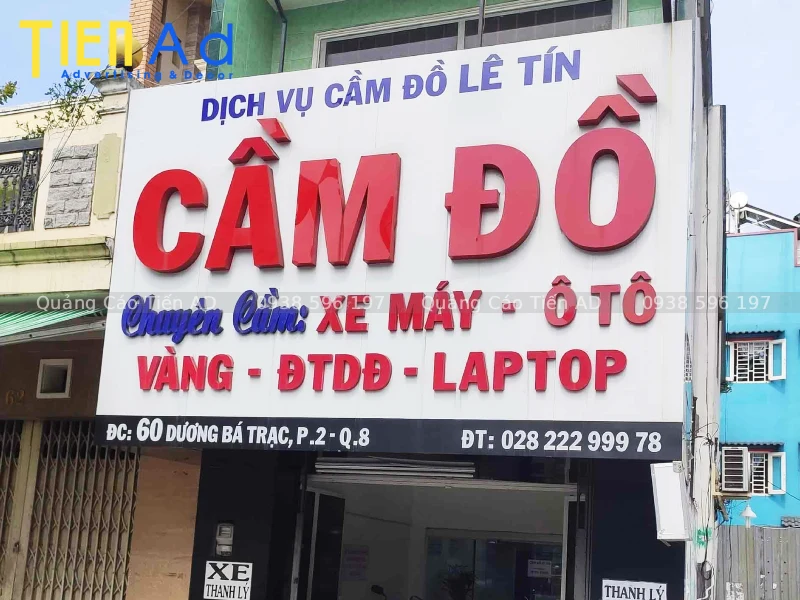 TIEN Ad
Advertising & Decor
DỊCH VỤ CẦM ĐỒ LÊ TÍN
CẦM ĐỒ
Quảng Cáo Tiến AD 0938 596 197 Quảng Cáo Tiến AD 0938 596 197
Chuyên Cầm: XE MÁY - Ô TÔ
VÀNG - ĐTDĐ - LAPTOP
ĐC: 60 DƯƠNG BÁ TRẠC, P.2 - Q.8 ĐT: 028 222 999 78
62
XE
THANH LÝ
THANH LÝ